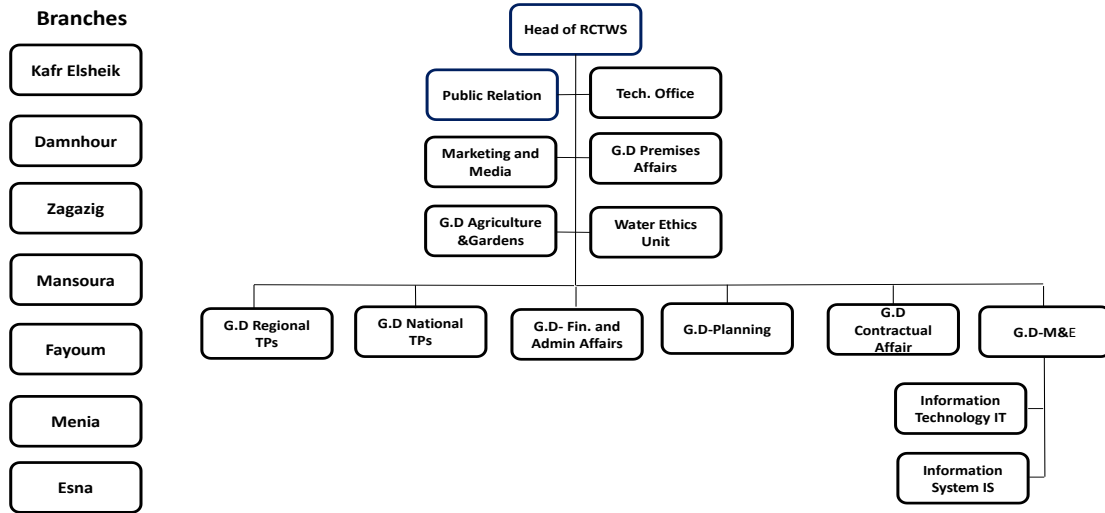 Branches
Kafr Elsheik
Damnhour
Zagazig
Mansoura
Fayoum
Menia
Esna
Head of RCTWS
Public Relation
Tech. Office
Marketing and
Media
G.D Premises
Affairs
G.D Agriculture
&Gardens
Water Ethics
Unit
G.D Regional
TPs
G.D National
TPs
G.D- Fin. and
Admin Affairs
G.D-Planning
G.D
Contractual
Affair
G.D-M&E
Information
Technology IT
Information
System IS